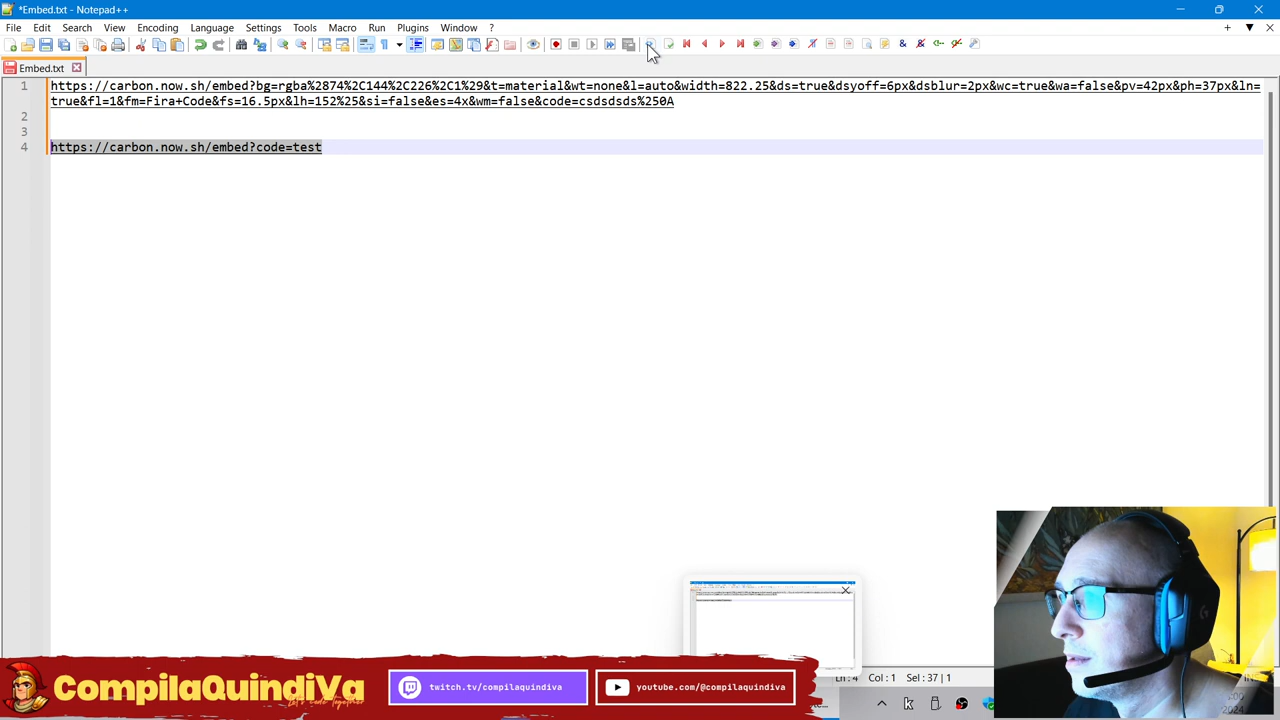 *Embed.txt - Notepad++
File Edit Search View Encoding Language Settings Tools Macro Run Plugins Window ?
Embed.txt
1 https://carbon.now.sh/embed?bg=rgba%2874%2C144%2C226%2C1%29&t=material&wt=none&l=auto&width=822.25&ds=true&dsyoff=6px&dsblur=2px&wc=true&wa=false&pv=42px&ph=37px&ln=
true&fl=1&fm=Fira+Code&fs=16.5px&lh=152%25&si=false&es=4x&wm=false&code=csdsdsds%250A
2
3
4 https://carbon.now.sh/embed?code=test
Ln: 4 Col: 1 Sel: 37 | 1
CompilaQuindiVa
Let's code together
twitch.tv/compilaquindiva
youtube.com/@compilaquindiva